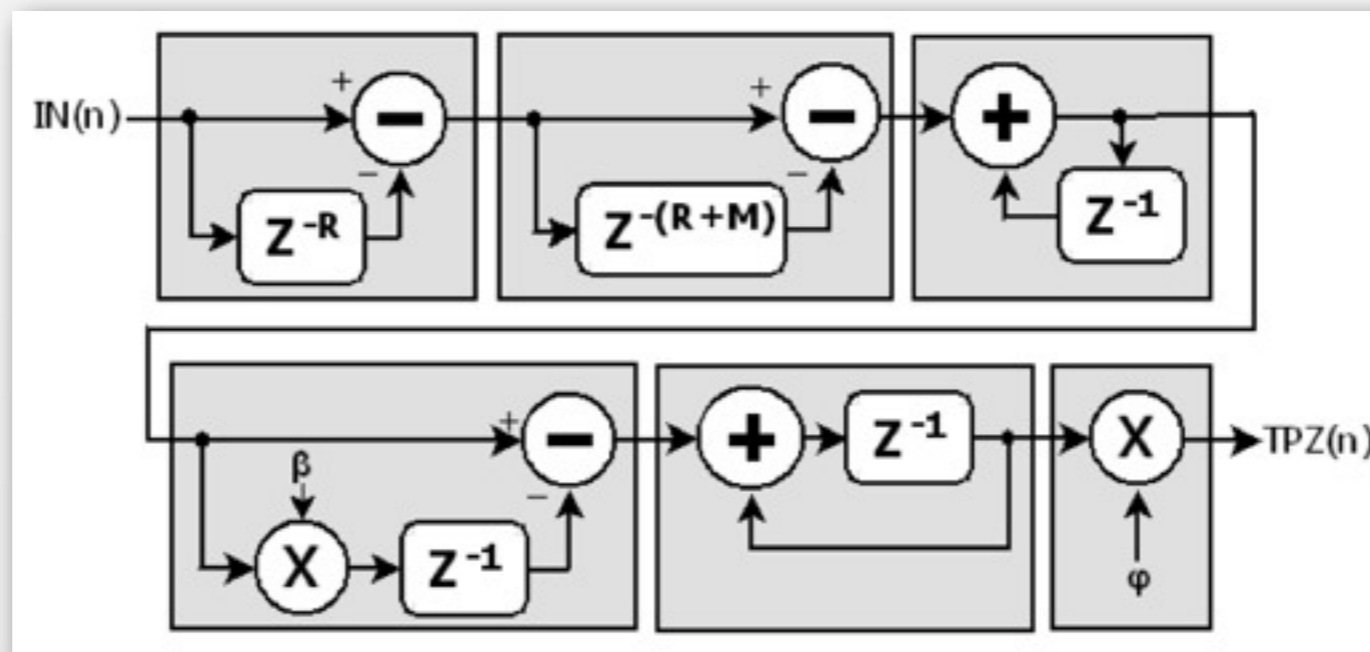 +
+
IN(n)
−
−
+
−
−
Z⁻ᴿ
Z⁻⁽ᴿ⁺ᴹ⁾
Z⁻¹
+
−
+
Z⁻¹
X
TPZ(n)
β
−
X
Z⁻¹
φ